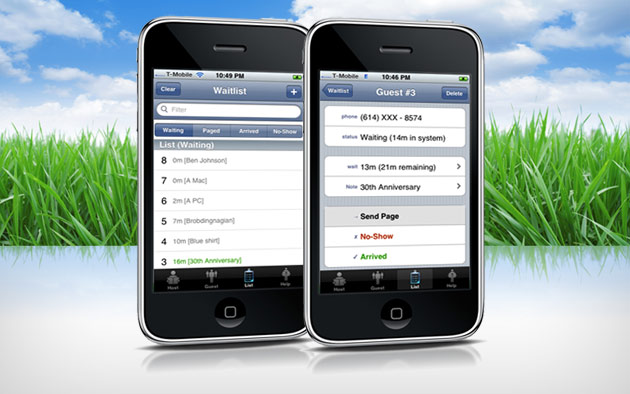 T-Mobile 10:49 PM
Clear Waitlist +
Filter
Waiting Paged Arrived No-Show
List (Waiting)
8 0m [Ben Johnson]
7 0m [A Mac]
6 2m [A PC]
5 7m [Brobdingnagian]
4 10m [Blue shirt]
3 16m [30th Anniversary]
Host Guest List Help
T-Mobile 10:46 PM
Waitlist Guest #3 Delete
phone (614) XXX - 8574
status Waiting (14m in system)
wait 13m (21m remaining)
Note 30th Anniversary
Send Page
No-Show
✓ Arrived
Host Guest List Help